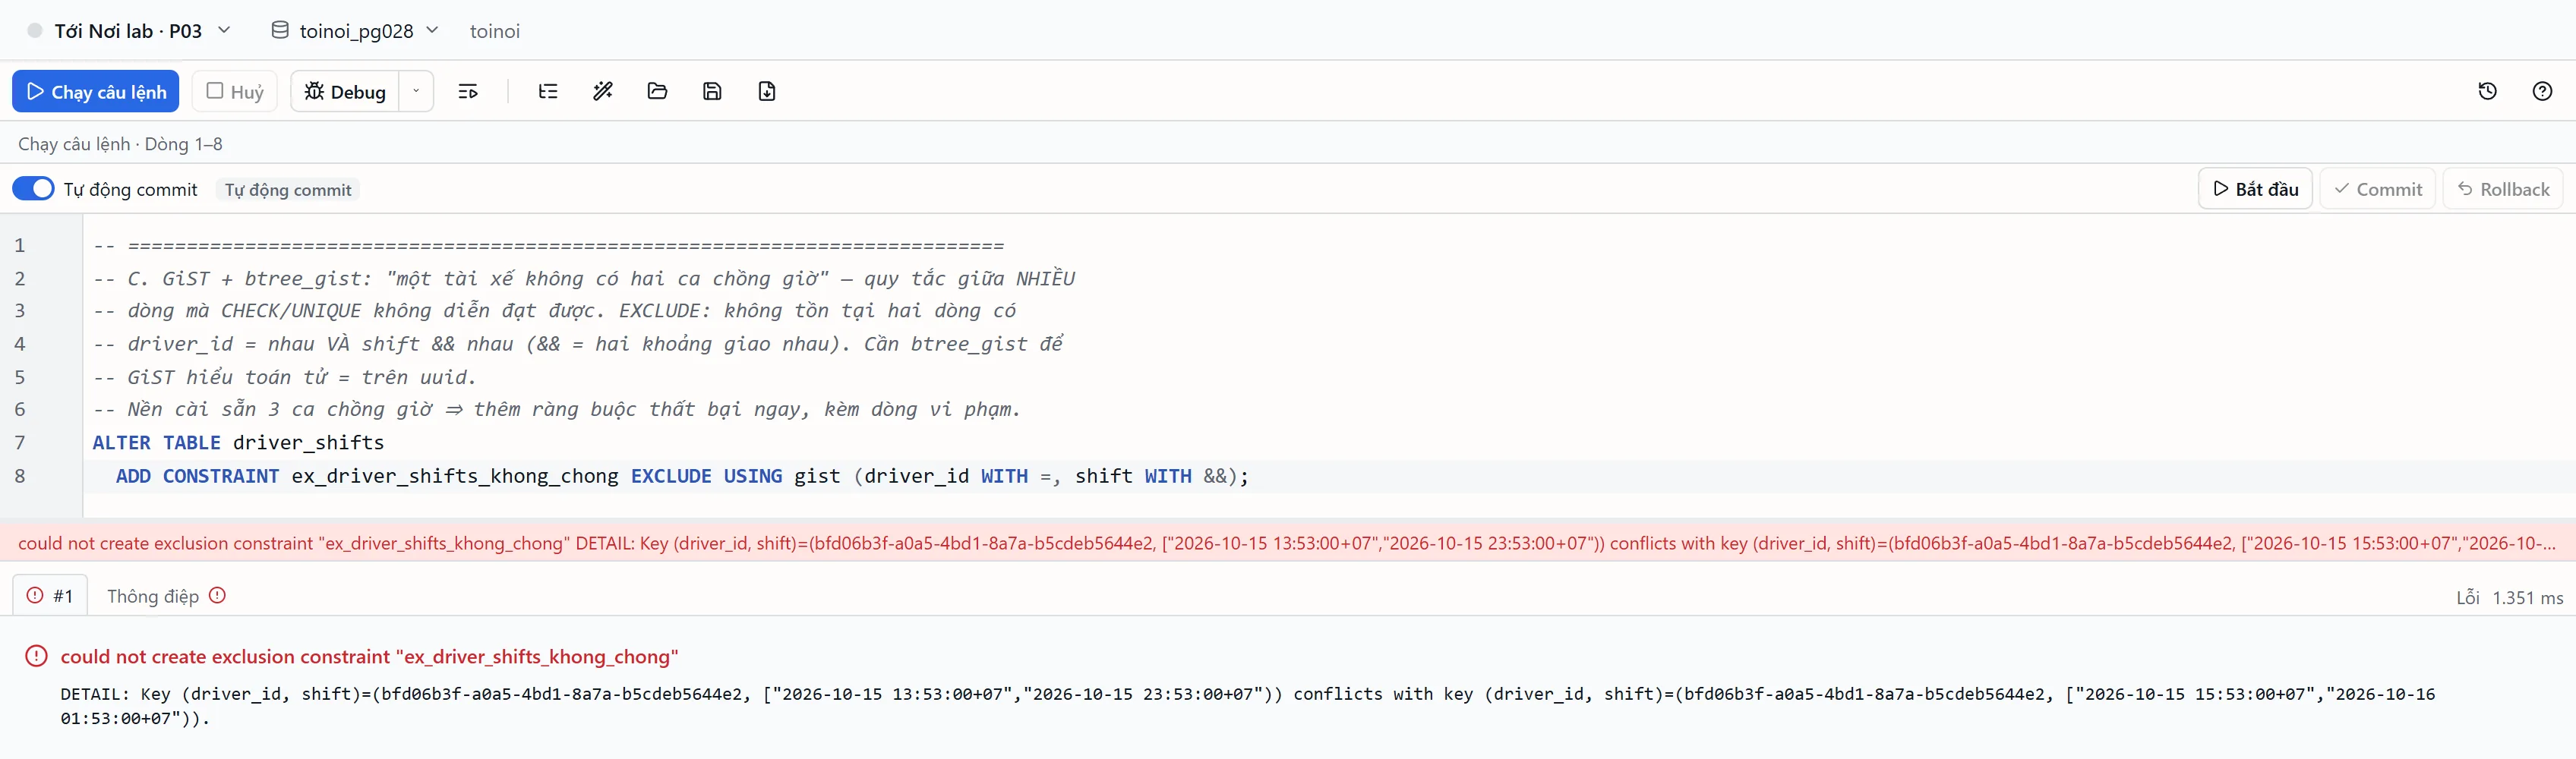 Tới Nơi lab · P03 toinoi_pg028 toinoi
Chạy câu lệnh Huỷ Debug
Chạy câu lệnh · Dòng 1–8
Tự động commit Tự động commit Bắt đầu Commit Rollback
1 -- ===========================================================================
2 -- C. GiST + btree_gist: "một tài xế không có hai ca chồng giờ" — quy tắc giữa NHIỀU
3 -- dòng mà CHECK/UNIQUE không diễn đạt được. EXCLUDE: không tồn tại hai dòng có
4 -- driver_id = nhau VÀ shift && nhau (&& = hai khoảng giao nhau). Cần btree_gist để
5 -- GiST hiểu toán tử = trên uuid.
6 -- Nền cài sẵn 3 ca chồng giờ ⇒ thêm ràng buộc thất bại ngay, kèm dòng vi phạm.
7 ALTER TABLE driver_shifts
8 ADD CONSTRAINT ex_driver_shifts_khong_chong EXCLUDE USING gist (driver_id WITH =, shift WITH &&);
could not create exclusion constraint "ex_driver_shifts_khong_chong" DETAIL: Key (driver_id, shift)=(bfd06b3f-a0a5-4bd1-8a7a-b5cdeb5644e2, ["2026-10-15 13:53:00+07","2026-10-15 23:53:00+07")) conflicts with key (driver_id, shift)=(bfd06b3f-a0a5-4bd1-8a7a-b5cdeb5644e2, ["2026-10-15 15:53:00+07","2026-10-...
#1 Thông điệp Lỗi 1.351 ms
could not create exclusion constraint "ex_driver_shifts_khong_chong"
DETAIL: Key (driver_id, shift)=(bfd06b3f-a0a5-4bd1-8a7a-b5cdeb5644e2, ["2026-10-15 13:53:00+07","2026-10-15 23:53:00+07")) conflicts with key (driver_id, shift)=(bfd06b3f-a0a5-4bd1-8a7a-b5cdeb5644e2, ["2026-10-15 15:53:00+07","2026-10-16
01:53:00+07")).